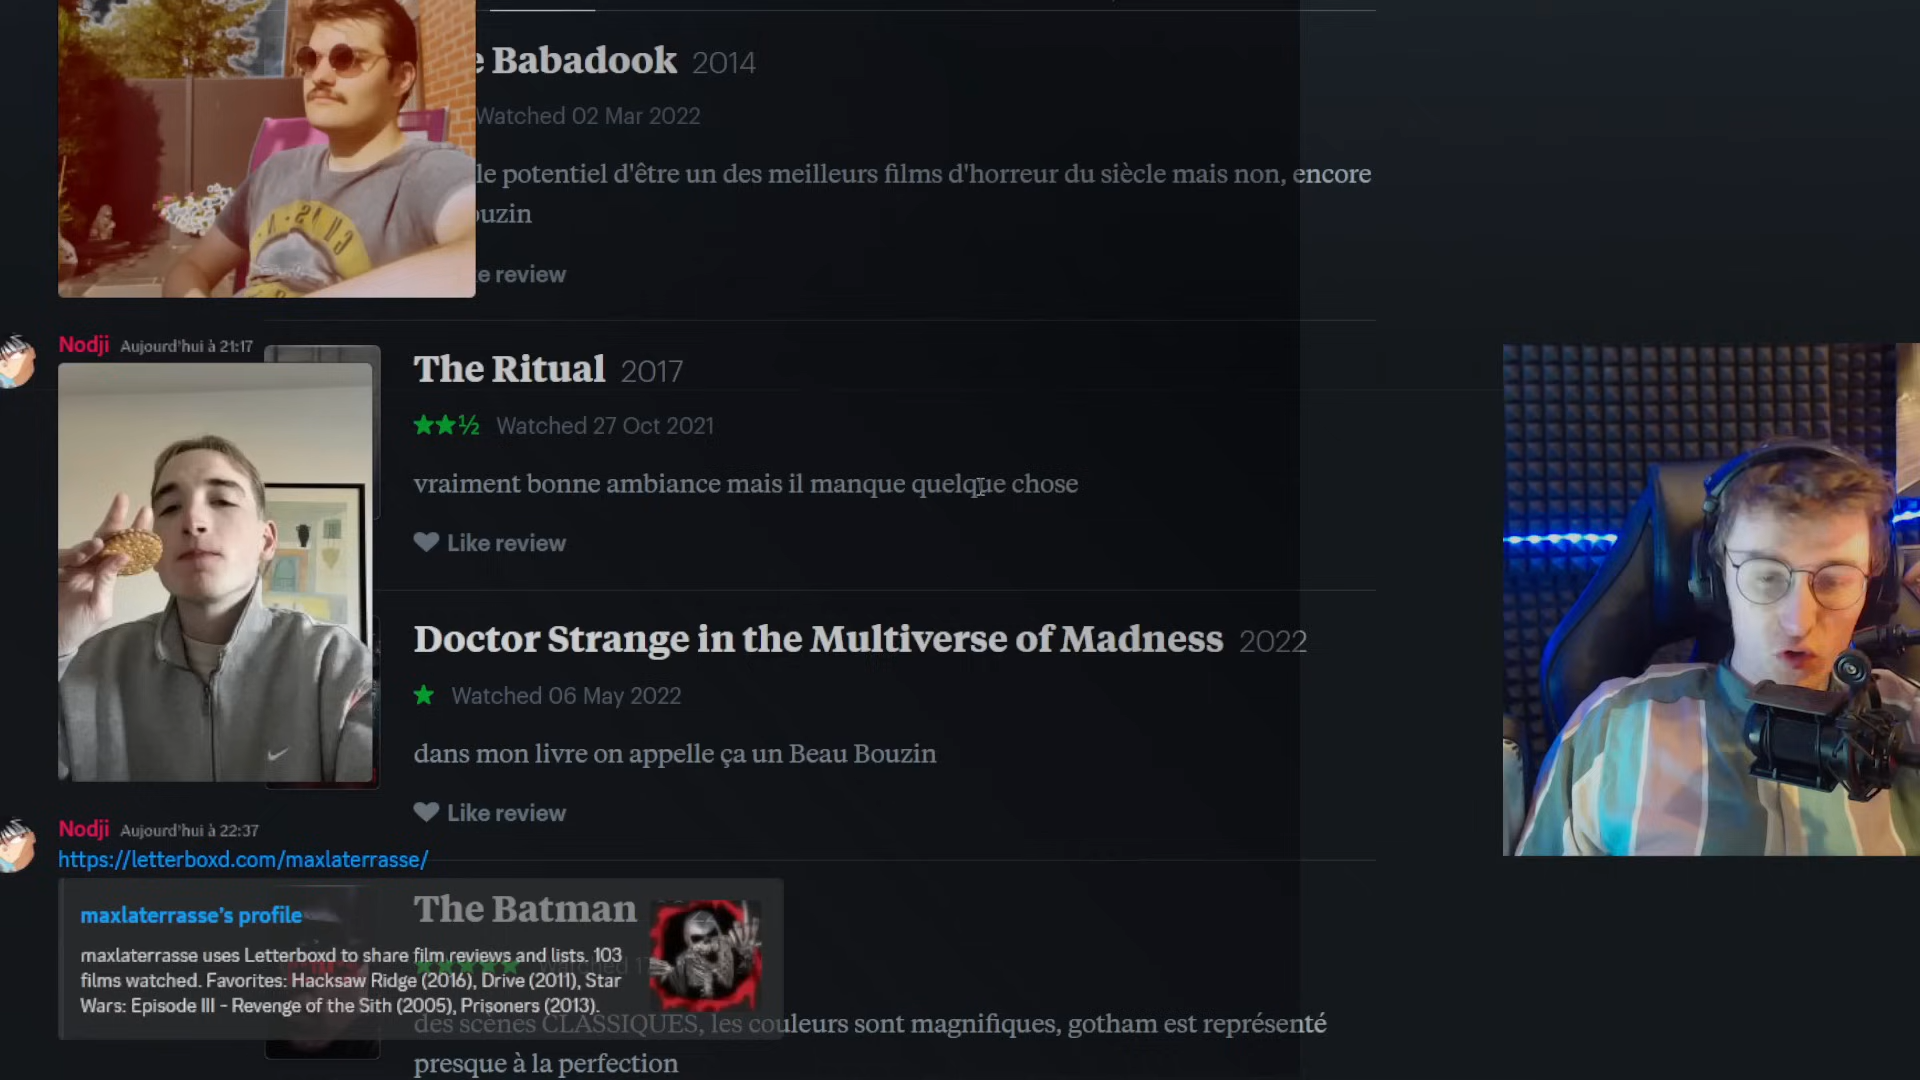 e Babadook 2014
Watched 02 Mar 2022
le potentiel d'être un des meilleurs films d'horreur du siècle mais non, encore
ouzin
ke review
Nodji Aujourd'hui à 21:17
The Ritual 2017
★★½ Watched 27 Oct 2021
vraiment bonne ambiance mais il manque quelque chose
Like review
Doctor Strange in the Multiverse of Madness 2022
★ Watched 06 May 2022
dans mon livre on appelle ça un Beau Bouzin
Like review
Nodji Aujourd'hui à 22:37
https://letterboxd.com/maxlaterrasse/
The Batman
maxlaterrasse's profile
maxlaterrasse uses Letterboxd to share film reviews and lists. 103
films watched. Favorites: Hacksaw Ridge (2016), Drive (2011), Star
Wars: Episode III - Revenge of the Sith (2005), Prisoners (2013).
★★★★★ Watched
des scènes CLASSIQUES, les couleurs sont magnifiques, gotham est représenté
presque à la perfection